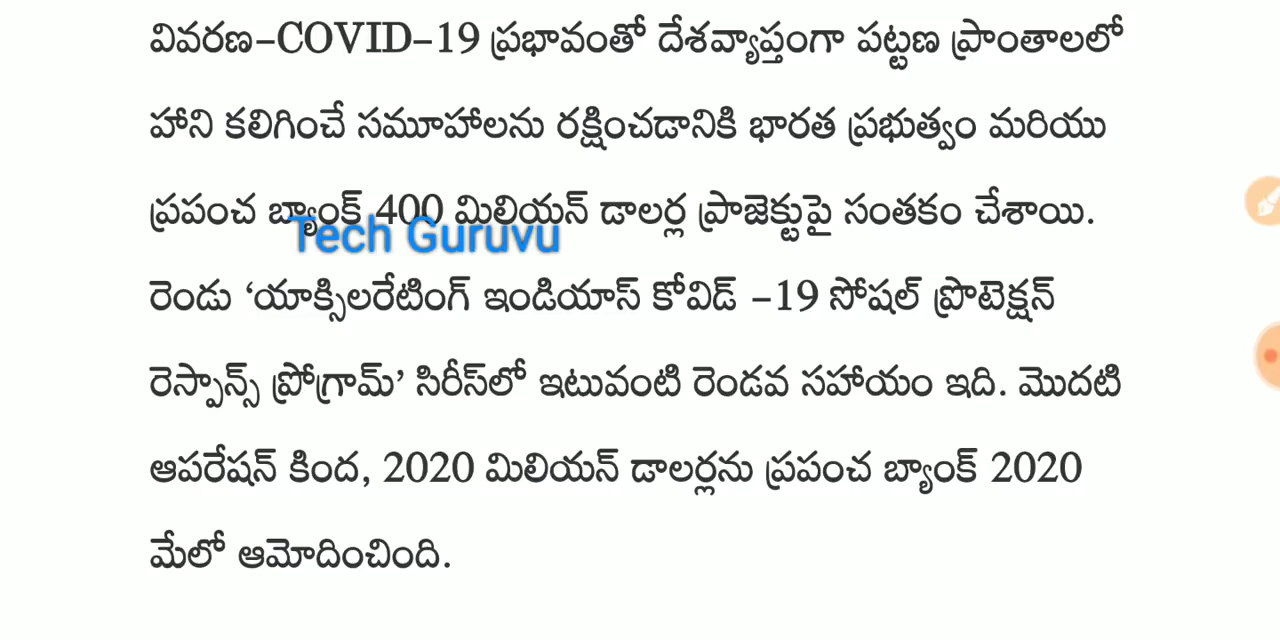 వివరణ-COVID-19 ప్రభావంతో దేశవ్యాప్తంగా పట్టణ ప్రాంతాలలో
హాని కలిగించే సమూహాలను రక్షించడానికి భారత ప్రభుత్వం మరియు
ప్రపంచ బ్యాంక్ 400 మిలియన్ డాలర్ల ప్రాజెక్టుపై సంతకం చేశాయి.
Tech Guruvu
రెండు ‘యాక్సిలరేటింగ్ ఇండియాస్ కోవిడ్ -19 సోషల్ ప్రొటెక్షన్
రెస్పాన్స్ ప్రోగ్రామ్’ సిరీస్‌లో ఇటువంటి రెండవ సహాయం ఇది. మొదటి
ఆపరేషన్ కింద, 2020 మిలియన్ డాలర్లను ప్రపంచ బ్యాంక్ 2020
మేలో ఆమోదించింది.